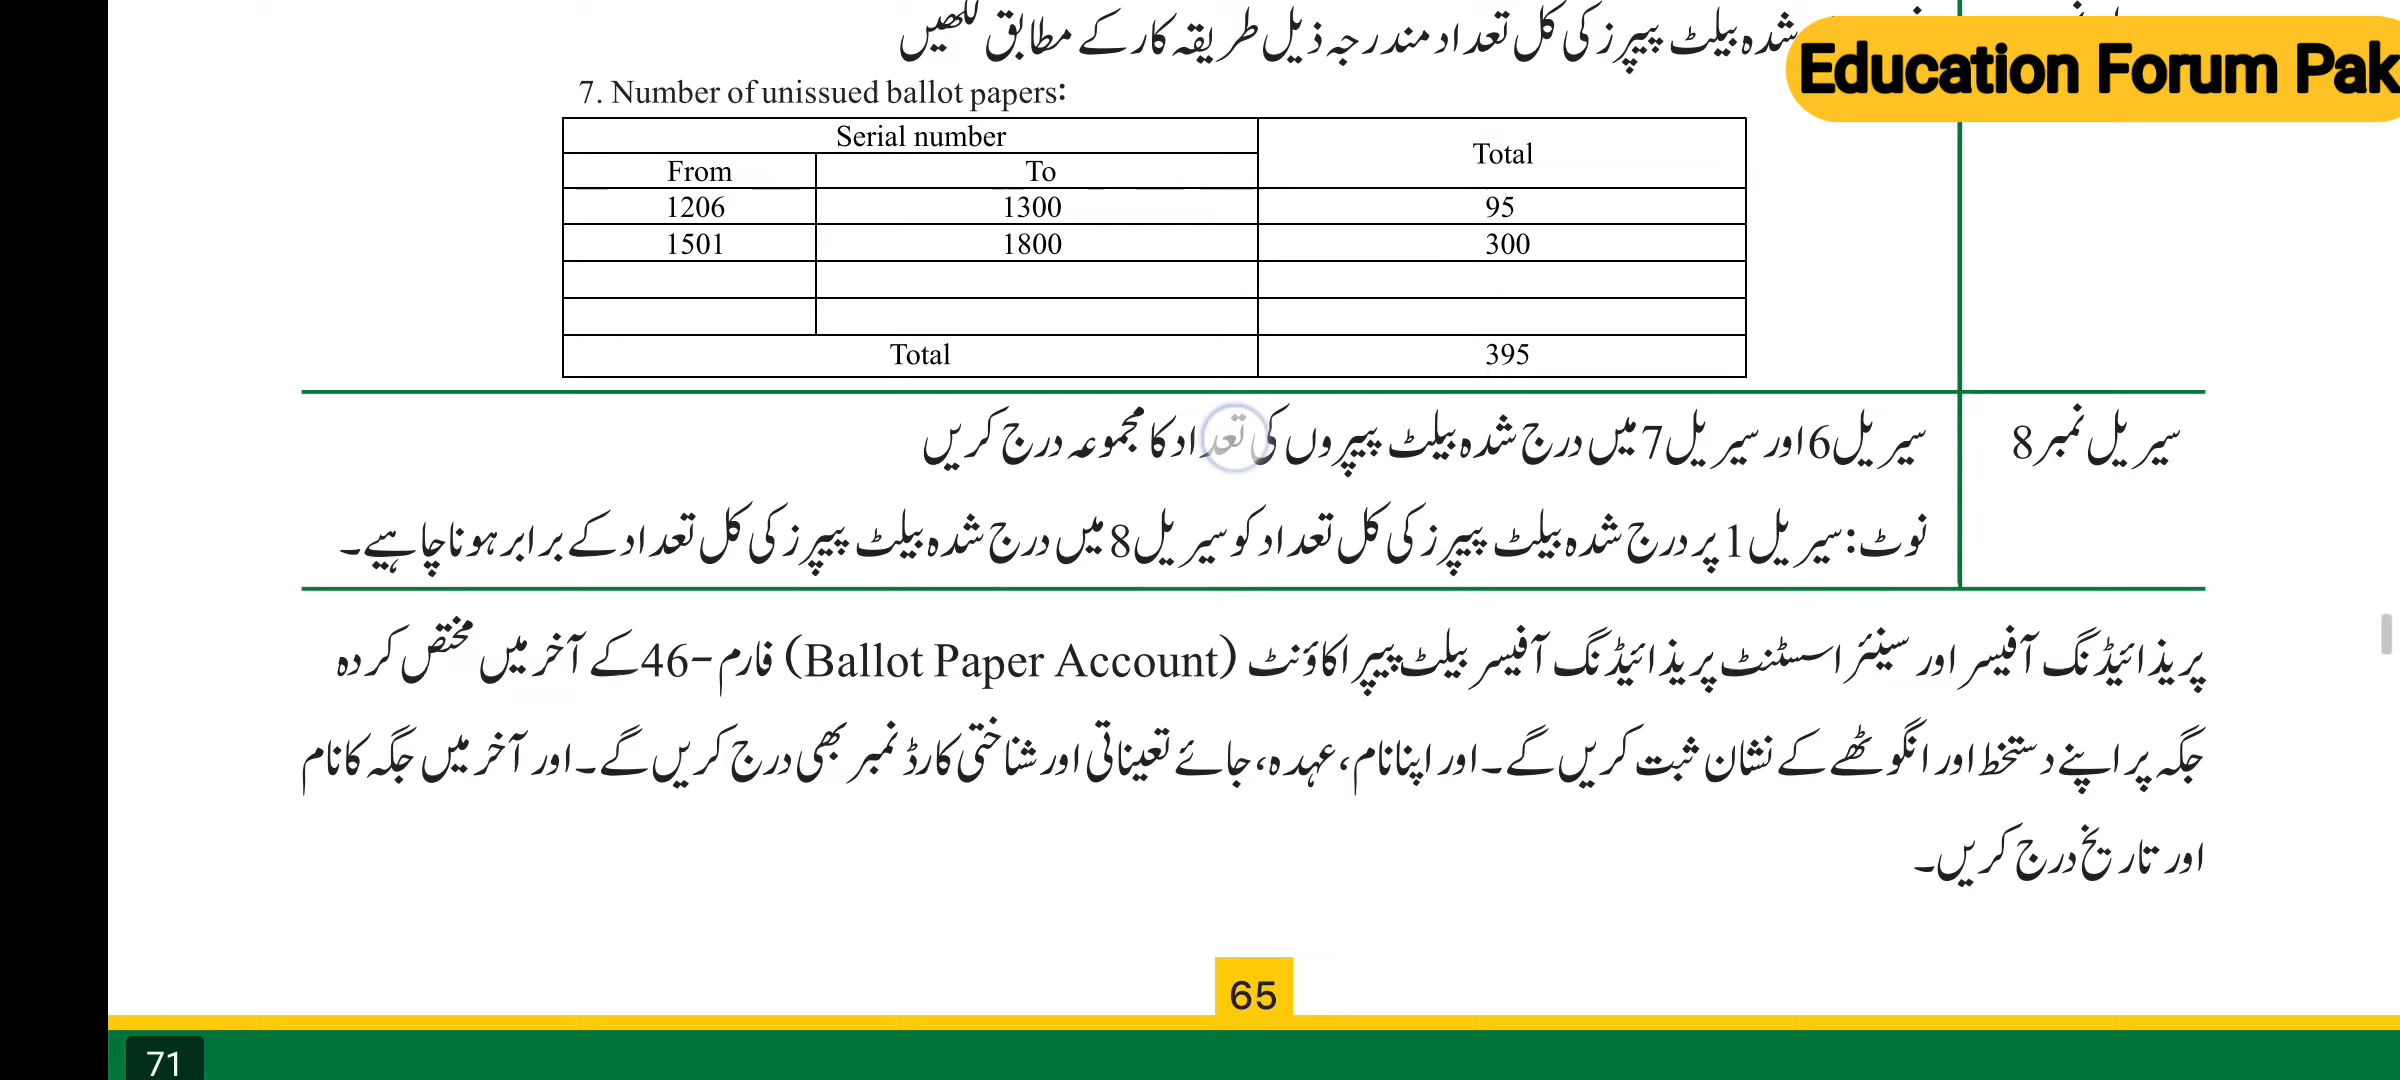 شدہ بیلٹ پیپرز کی کل تعداد مندرجہ ذیل طریقہ کار کے مطابق لکھیں
Education Forum Pak
7. Number of unissued ballot papers:
Serial number Total
From To
1206 1300 95
1501 1800 300
Total 395
سیریل نمبر 8
سیریل 6 اور سیریل 7 میں درج شدہ بیلٹ پیپروں کی تعداد کا مجموعہ درج کریں
نوٹ: سیریل 1 پر درج شدہ بیلٹ پیپرز کی کل تعداد کو سیریل 8 میں درج شدہ بیلٹ پیپرز کی کل تعداد کے برابر ہونا چاہیے۔
پریذائیڈنگ آفیسر اور سینئر اسسٹنٹ پریذائیڈنگ آفیسر بیلٹ پیپر اکاؤنٹ (Ballot Paper Account) فارم-46 کے آخر میں مختص کردہ
جگہ پر اپنے دستخط اور انگوٹھے کے نشان ثبت کریں گے۔ اور اپنا نام، عہدہ، جائے تعیناتی اور شناختی کارڈ نمبر بھی درج کریں گے۔ اور آخر میں جگہ کا نام
اور تاریخ درج کریں۔
65
71